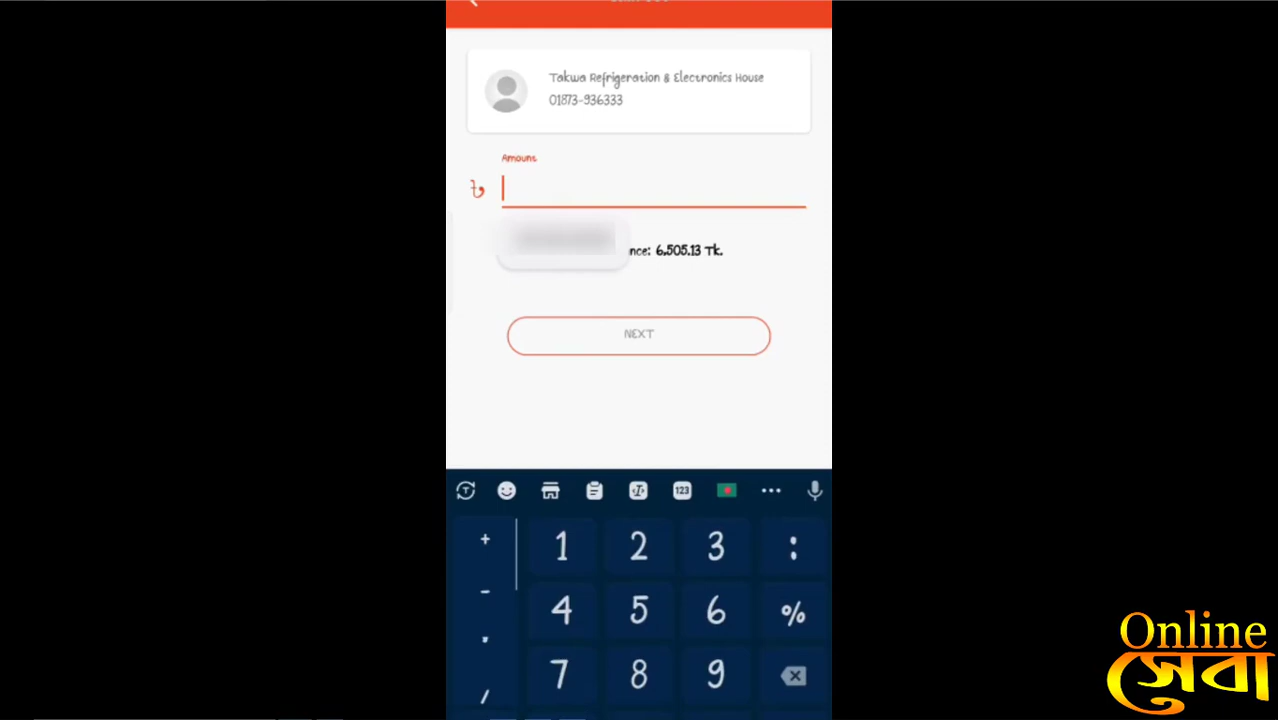 Takwa Refrigeration & Electronics House
01873-936333
Amount
৳
nce: 6,505.13 Tk.
NEXT
123
+ 1 2 3 :
- 4 5 6 %
, 7 8 9
/
Online
সেবা